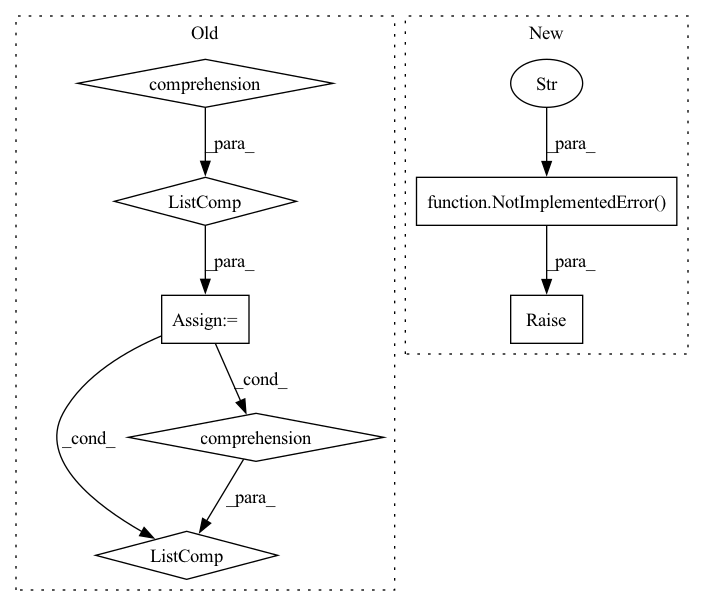 Old
New
comprehension
Str
_para_
_para_
ListComp
function.NotImplementedError()
_para_
_para_
Assign:=
Raise
_cond_
_cond_
comprehension
_para_
ListComp